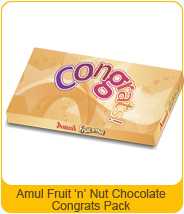 Congrats!
Amul Fruit 'n' Nut Chocolate
Congrats Pack